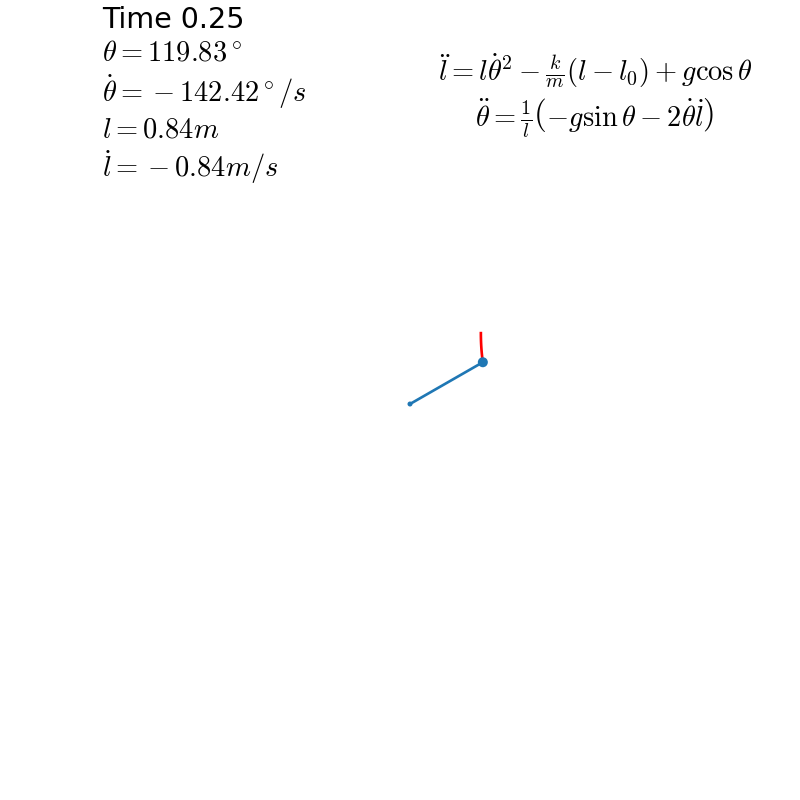 Time 0.25
θ = 119.83°
θ̇ = −142.42°/s
l = 0.84m
l̇ = −0.84m/s
l̈ = lθ̇² − k/m(l − l₀) + g cos θ
θ̈ = 1/l(−g sin θ − 2θ̇l̇)